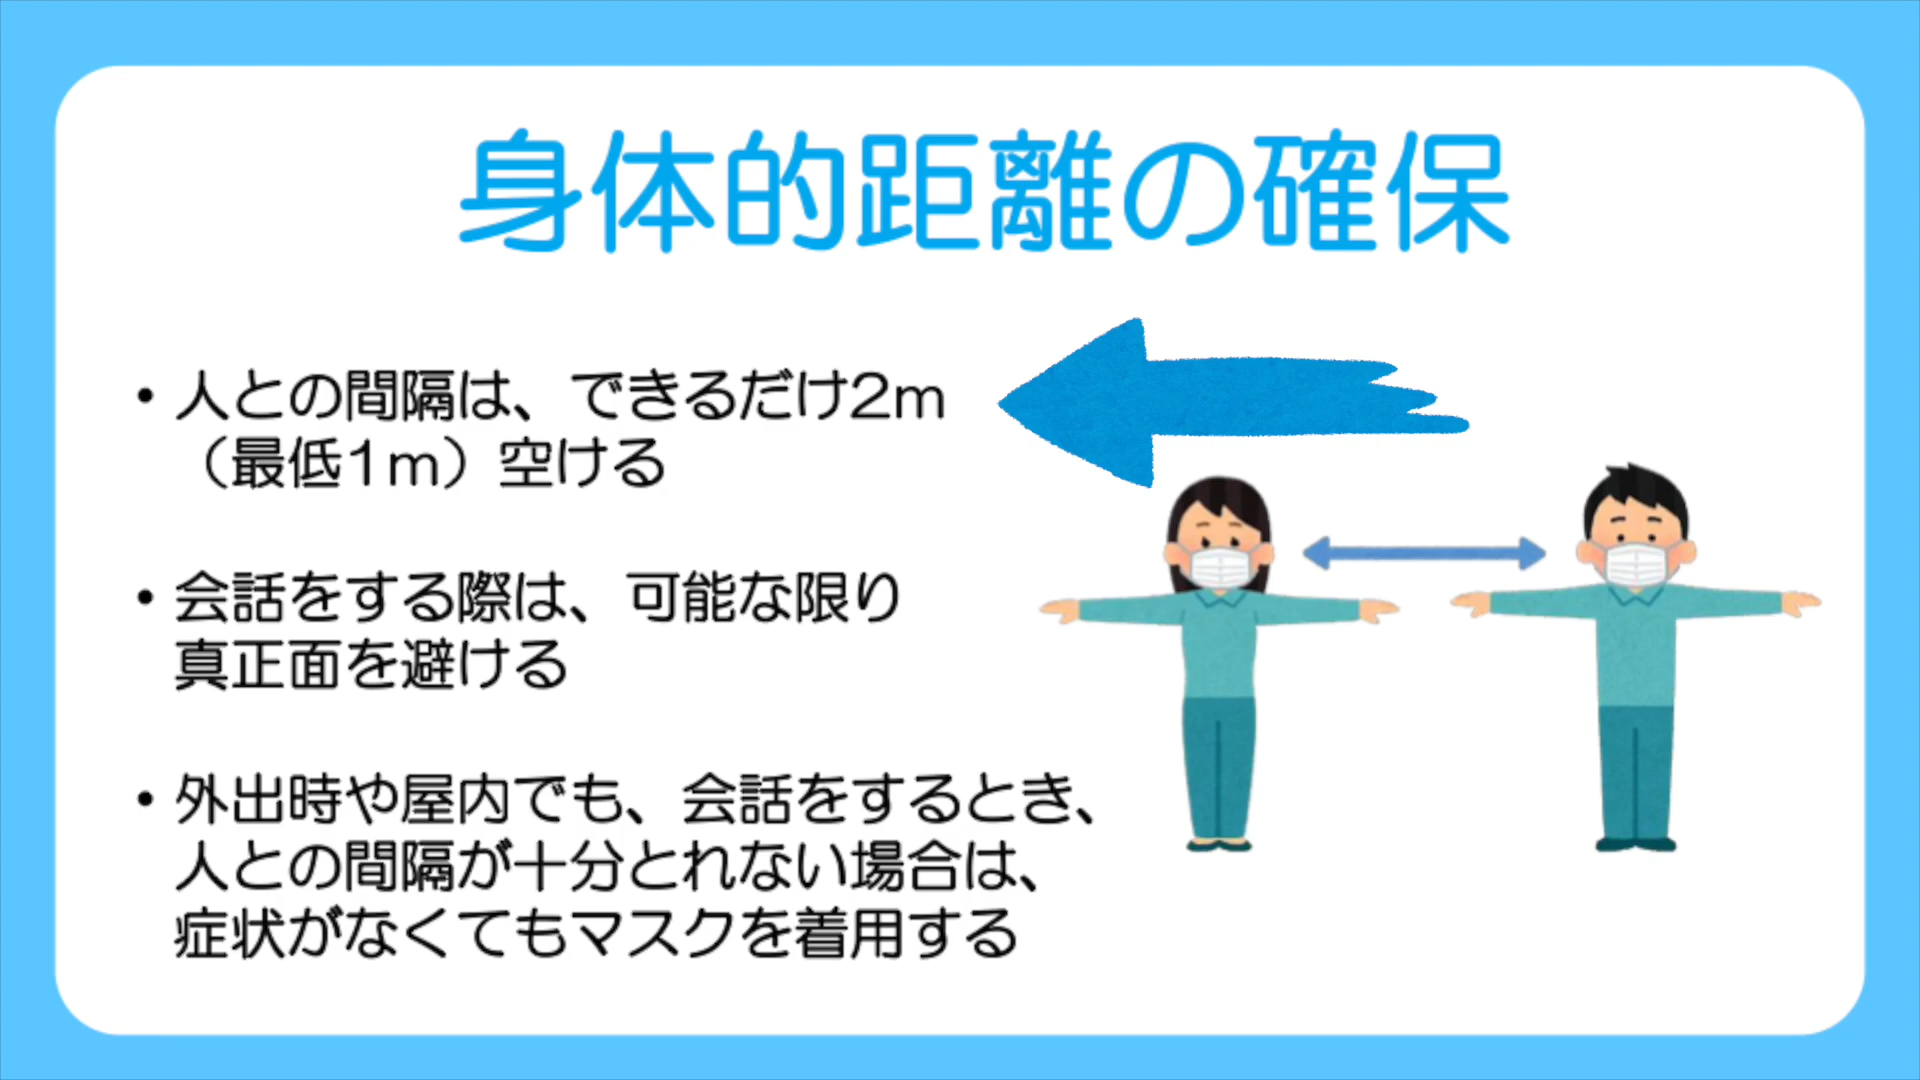 身体的距離の確保
・人との間隔は、できるだけ2m
（最低1m）空ける
・会話をする際は、可能な限り
真正面を避ける
・外出時や屋内でも、会話をするとき、
人との間隔が十分とれない場合は、
症状がなくてもマスクを着用する